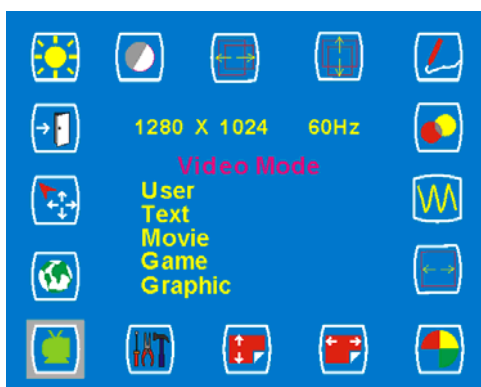 1280 X 1024 60Hz
Video Mode
User
Text
Movie
Game
Graphic